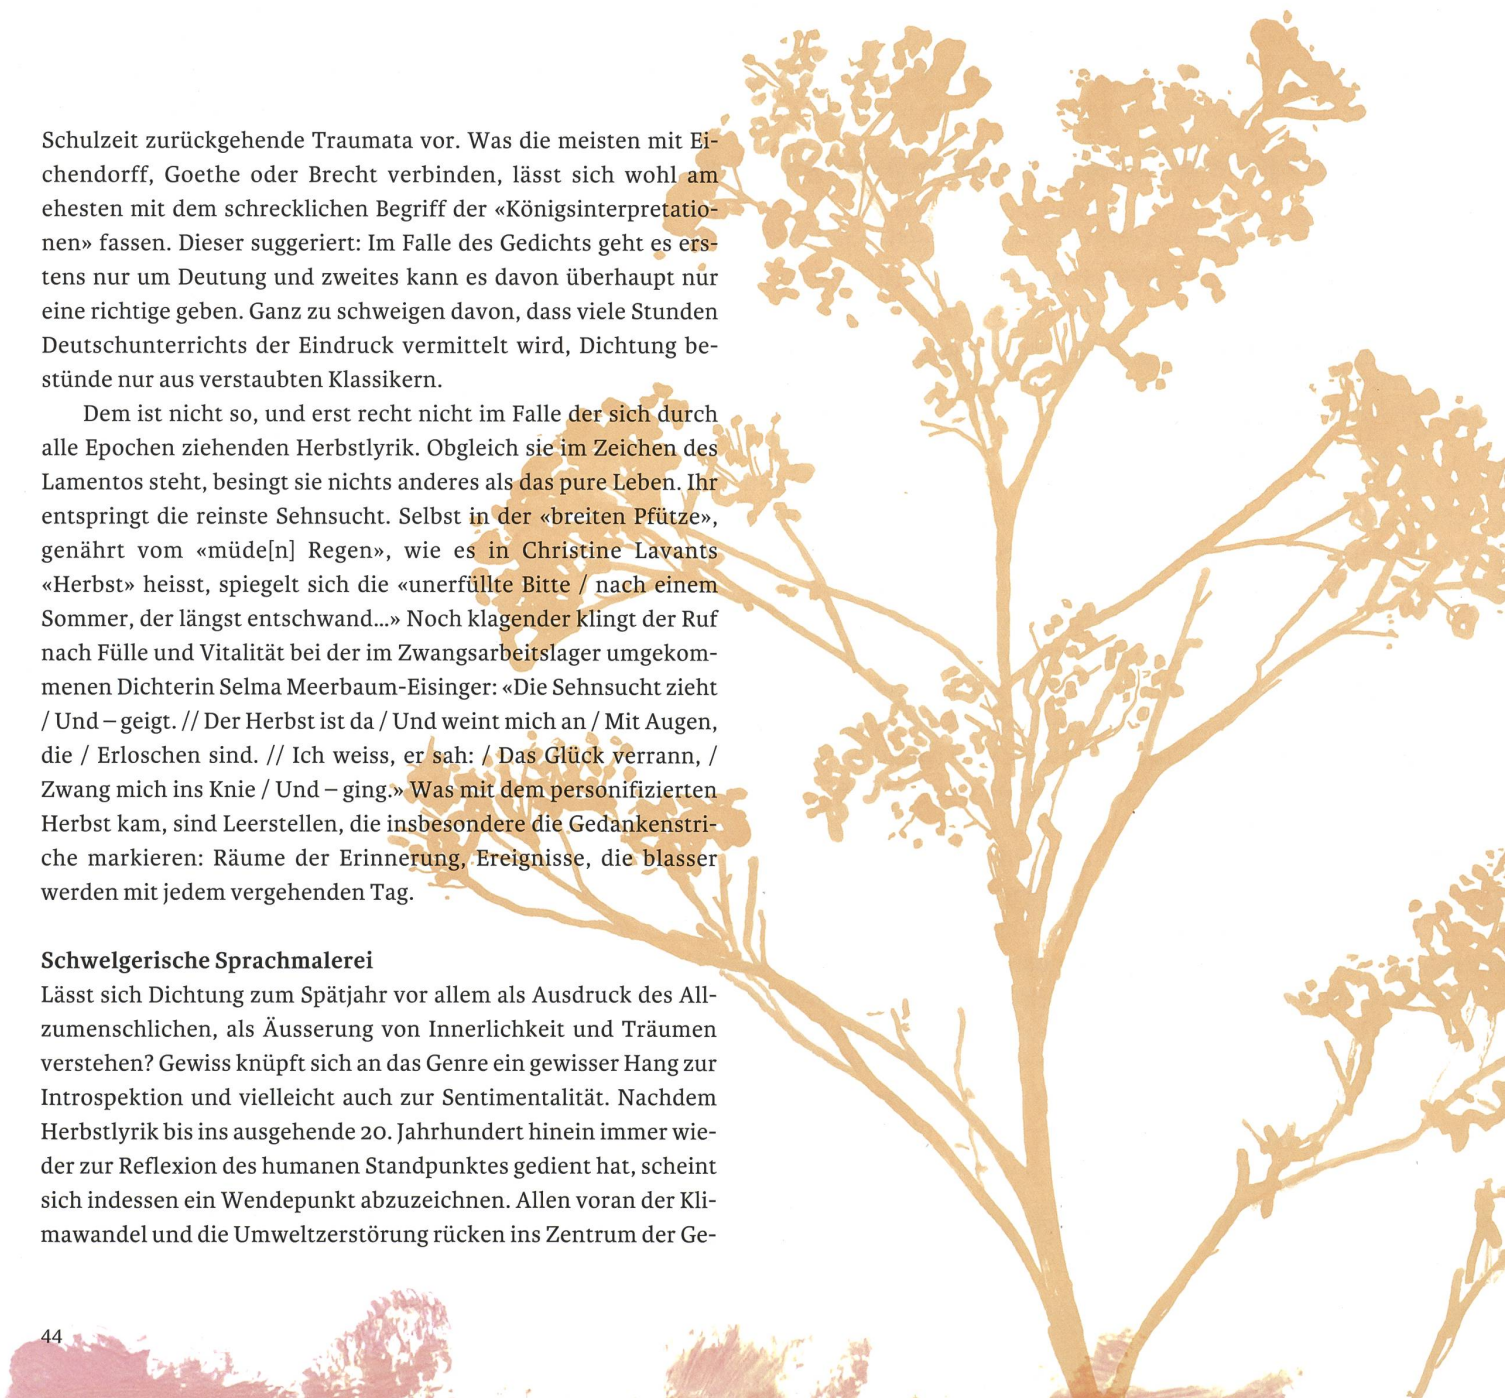 Schulzeit zurückgehende Traumata vor. Was die meisten mit Ei-
chendorff, Goethe oder Brecht verbinden, lässt sich wohl am
ehesten mit dem schrecklichen Begriff der «Königsinterpretatio-
nen» fassen. Dieser suggeriert: Im Falle des Gedichts geht es ers-
tens nur um Deutung und zweites kann es davon überhaupt nur
eine richtige geben. Ganz zu schweigen davon, dass viele Stunden
Deutschunterrichts der Eindruck vermittelt wird, Dichtung be-
stünde nur aus verstaubten Klassikern.
Dem ist nicht so, und erst recht nicht im Falle der sich durch
alle Epochen ziehenden Herbstlyrik. Obgleich sie im Zeichen des
Lamentos steht, besingt sie nichts anderes als das pure Leben. Ihr
entspringt die reinste Sehnsucht. Selbst in der «breiten Pfütze»,
genährt vom «müde[n] Regen», wie es in Christine Lavants
«Herbst» heisst, spiegelt sich die «unerfüllte Bitte / nach einem
Sommer, der längst entschwand...» Noch klagender klingt der Ruf
nach Fülle und Vitalität bei der im Zwangsarbeitslager umgekom-
menen Dichterin Selma Meerbaum-Eisinger: «Die Sehnsucht zieht
/ Und – geigt. // Der Herbst ist da / Und weint mich an / Mit Augen,
die / Erloschen sind. // Ich weiss, er sah: / Das Glück verrann, /
Zwang mich ins Knie / Und – ging.» Was mit dem personifizierten
Herbst kam, sind Leerstellen, die insbesondere die Gedankenstri-
che markieren: Räume der Erinnerung, Ereignisse, die blasser
werden mit jedem vergehenden Tag.
Schwelgerische Sprachmalerei
Lässt sich Dichtung zum Spätjahr vor allem als Ausdruck des All-
zumenschlichen, als Äusserung von Innerlichkeit und Träumen
verstehen? Gewiss knüpft sich an das Genre ein gewisser Hang zur
Introspektion und vielleicht auch zur Sentimentalität. Nachdem
Herbstlyrik bis ins ausgehende 20. Jahrhundert hinein immer wie-
der zur Reflexion des humanen Standpunktes gedient hat, scheint
sich indessen ein Wendepunkt abzuzeichnen. Allen voran der Kli-
mawandel und die Umweltzerstörung rücken ins Zentrum der Ge-
44